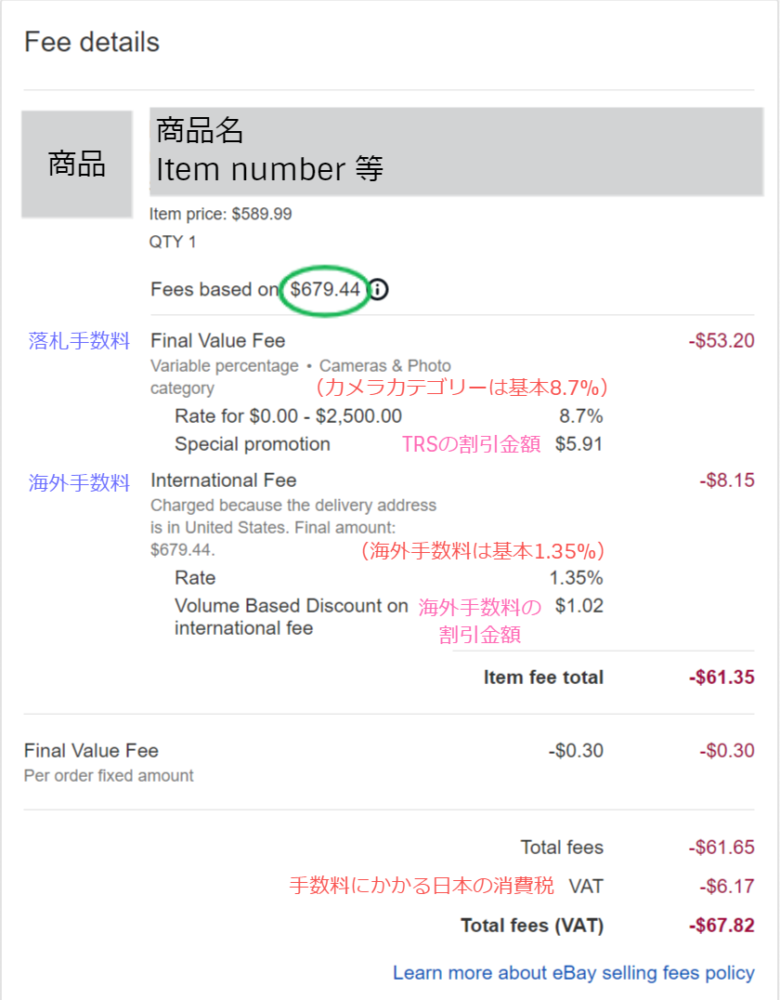 Fee details
商品
商品名
Item number 等
Item price: $589.99
QTY 1
Fees based on $679.44
落札手数料 Final Value Fee -$53.20
Variable percentage • Cameras & Photo
category (カメラカテゴリーは基本8.7%)
Rate for $0.00 - $2,500.00 8.7%
Special promotion TRSの割引金額 $5.91
海外手数料 International Fee -$8.15
Charged because the delivery address
is in United States. Final amount:
$679.44. (海外手数料は基本1.35%)
Rate 1.35%
Volume Based Discount on 海外手数料の $1.02
international fee 割引金額
Item fee total -$61.35
Final Value Fee -$0.30 -$0.30
Per order fixed amount
Total fees -$61.65
手数料にかかる日本の消費税 VAT -$6.17
Total fees (VAT) -$67.82
Learn more about eBay selling fees policy